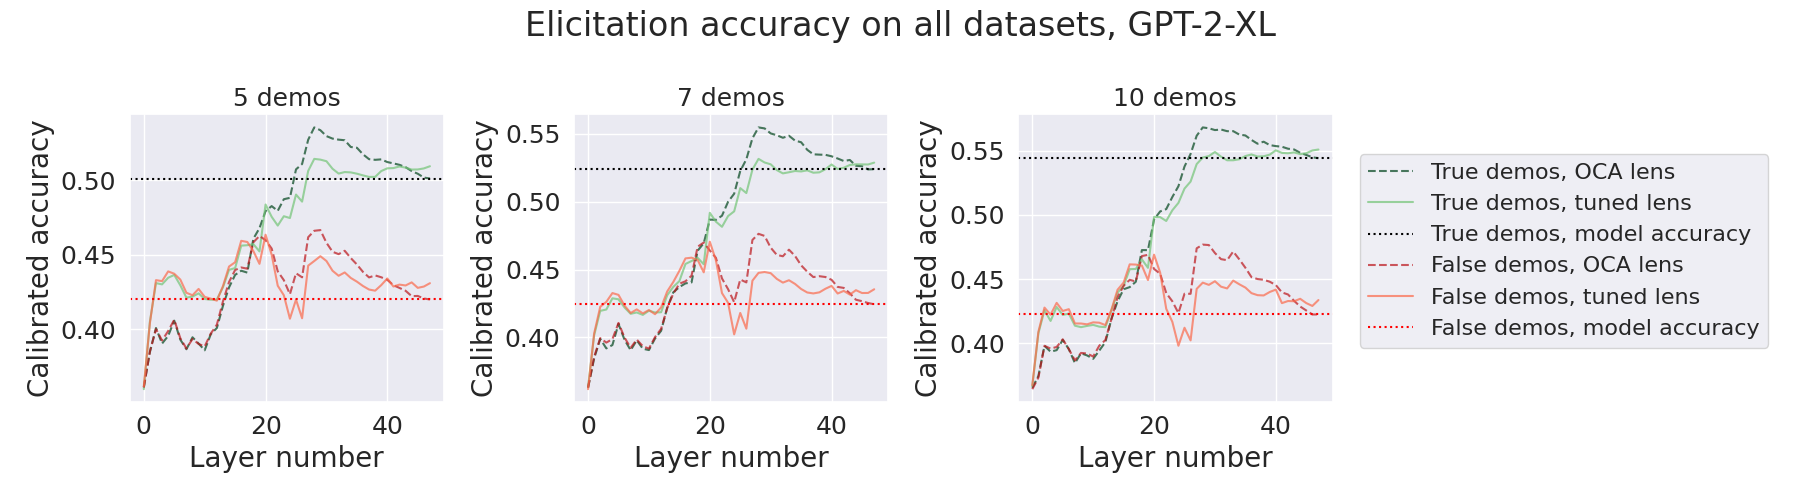 Elicitation accuracy on all datasets, GPT-2-XL
5 demos
Calibrated accuracy
0.50
0.45
0.40
0
20
40
Layer number
7 demos
Calibrated accuracy
0.55
0.50
0.45
0.40
0
20
40
Layer number
10 demos
Calibrated accuracy
0.55
0.50
0.45
0.40
0
20
40
Layer number
True demos, OCA lens
True demos, tuned lens
True demos, model accuracy
False demos, OCA lens
False demos, tuned lens
False demos, model accuracy